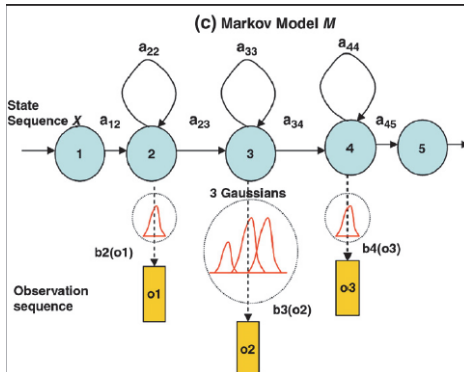 (c) Markov Model M
a22
a33
a44
State
Sequence X
a12
a23
a34
a45
1
2
3
4
5
3 Gaussians
b2(o1)
b4(o3)
Observation
sequence
o1
b3(o2)
o3
o2